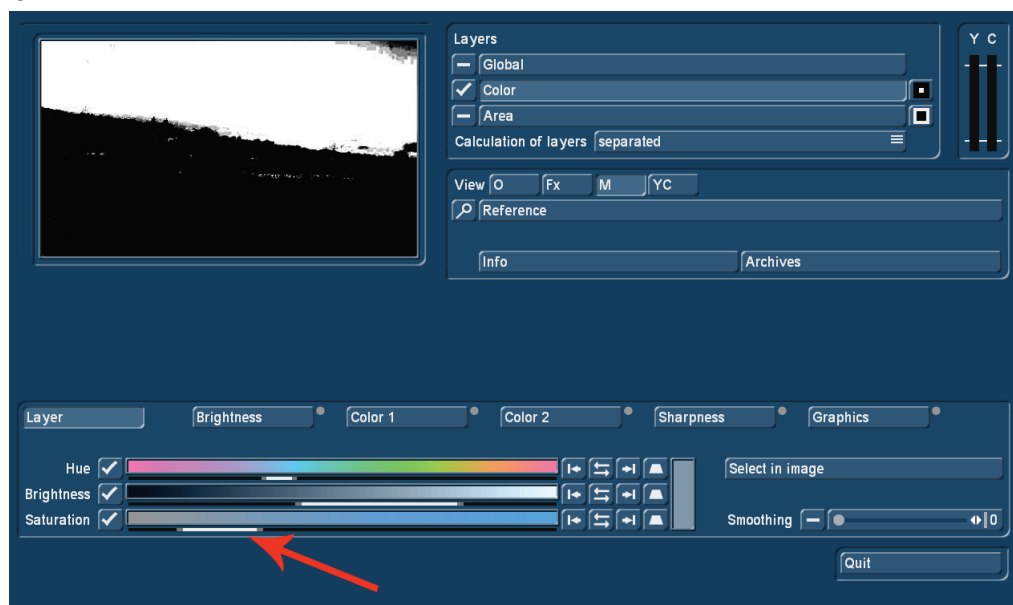 Layers
Y C
Global
Color
Area
Calculation of layers separated
View O Fx M YC
Reference
Info Archives
Layer Brightness Color 1 Color 2 Sharpness Graphics
Hue Select in image
Brightness
Saturation Smoothing 0
Quit